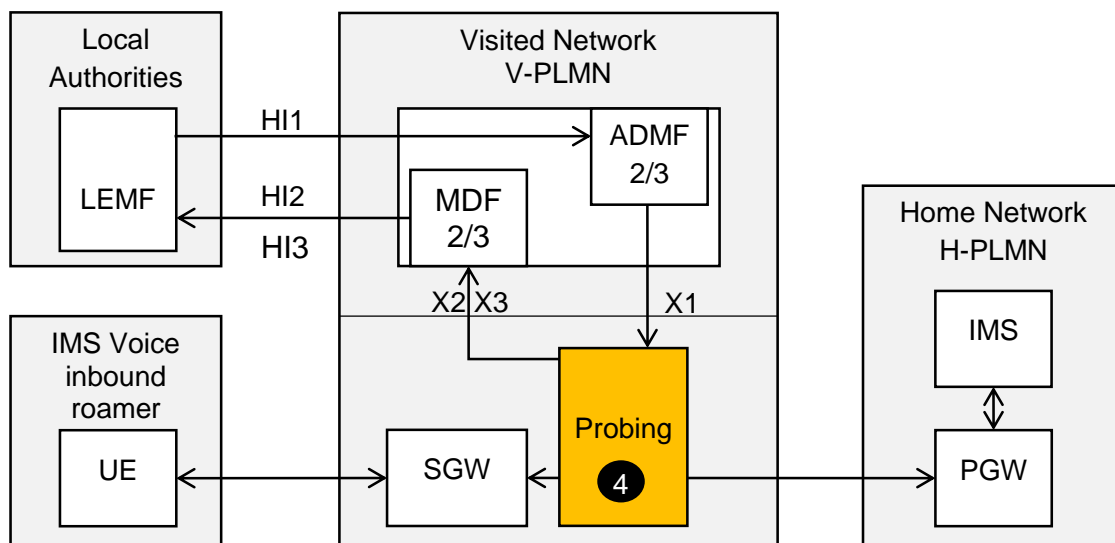 Local
Authorities
LEMF
HI1
HI2
HI3
Visited Network
V-PLMN
ADMF
2/3
MDF
2/3
X2 X3
X1
Home Network
H-PLMN
IMS
PGW
IMS Voice
inbound
roamer
UE
SGW
Probing
4